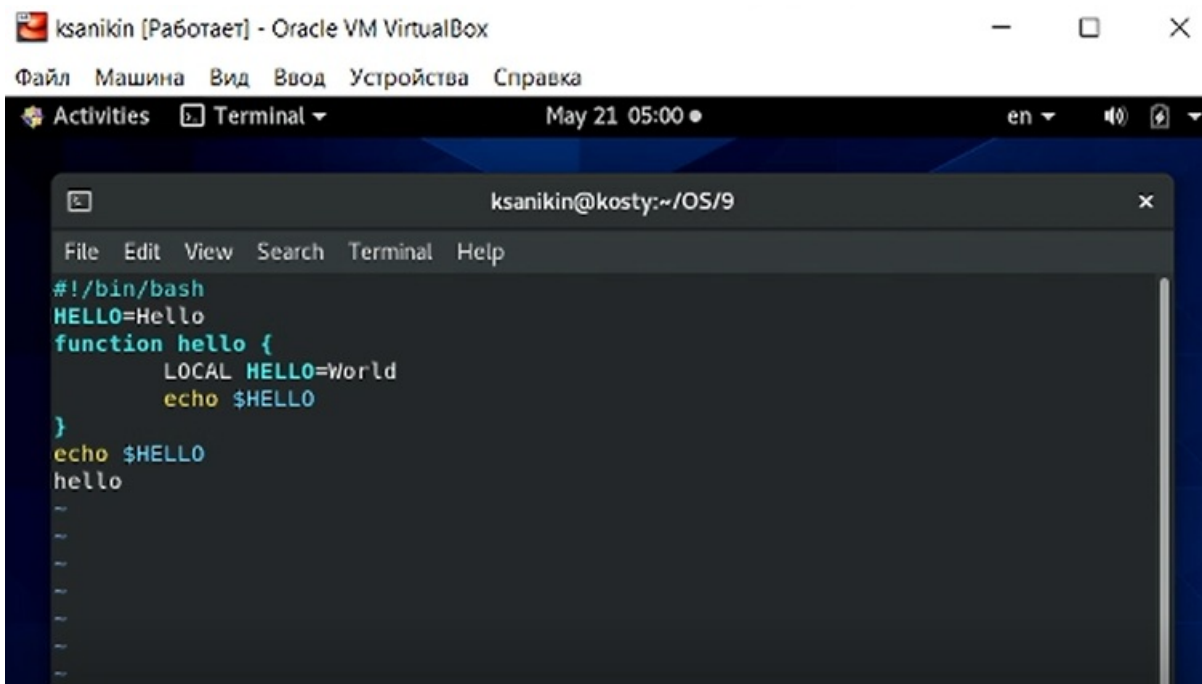 ksanikin [Работает] - Oracle VM VirtualBox
Файл Машина Вид Ввод Устройства Справка
Activities Terminal May 21 05:00 en
ksanikin@kosty:~/OS/9
File Edit View Search Terminal Help
#!/bin/bash
HELLO=Hello
function hello {
LOCAL HELLO=World
echo $HELLO
}
echo $HELLO
hello
~
~
~
~
~
~
~